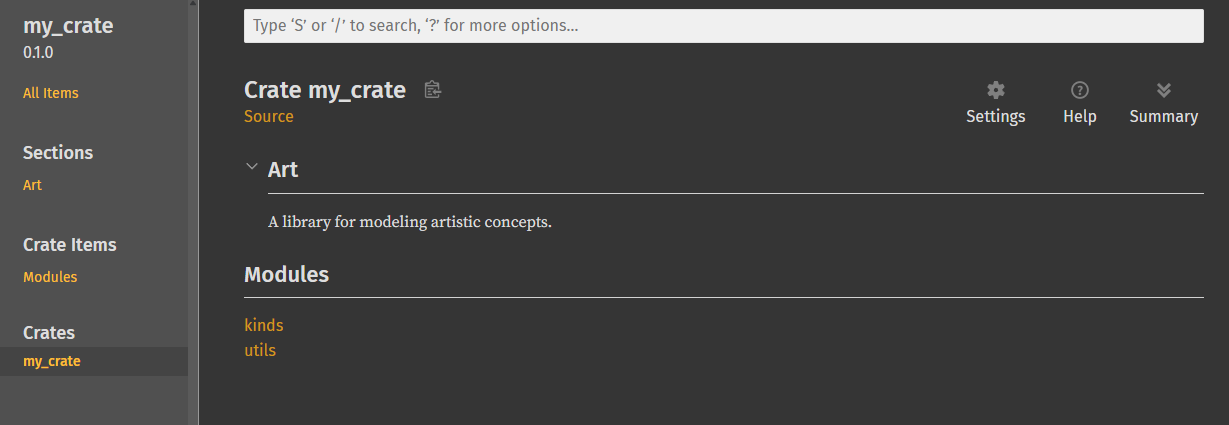 my_crate
0.1.0
All Items
Sections
Art
Crate Items
Modules
Crates
my_crate
Type ‘S’ or ‘/’ to search, ‘?’ for more options…
Crate my_crate
Source
Settings
Help
Summary
Art
A library for modeling artistic concepts.
Modules
kinds
utils